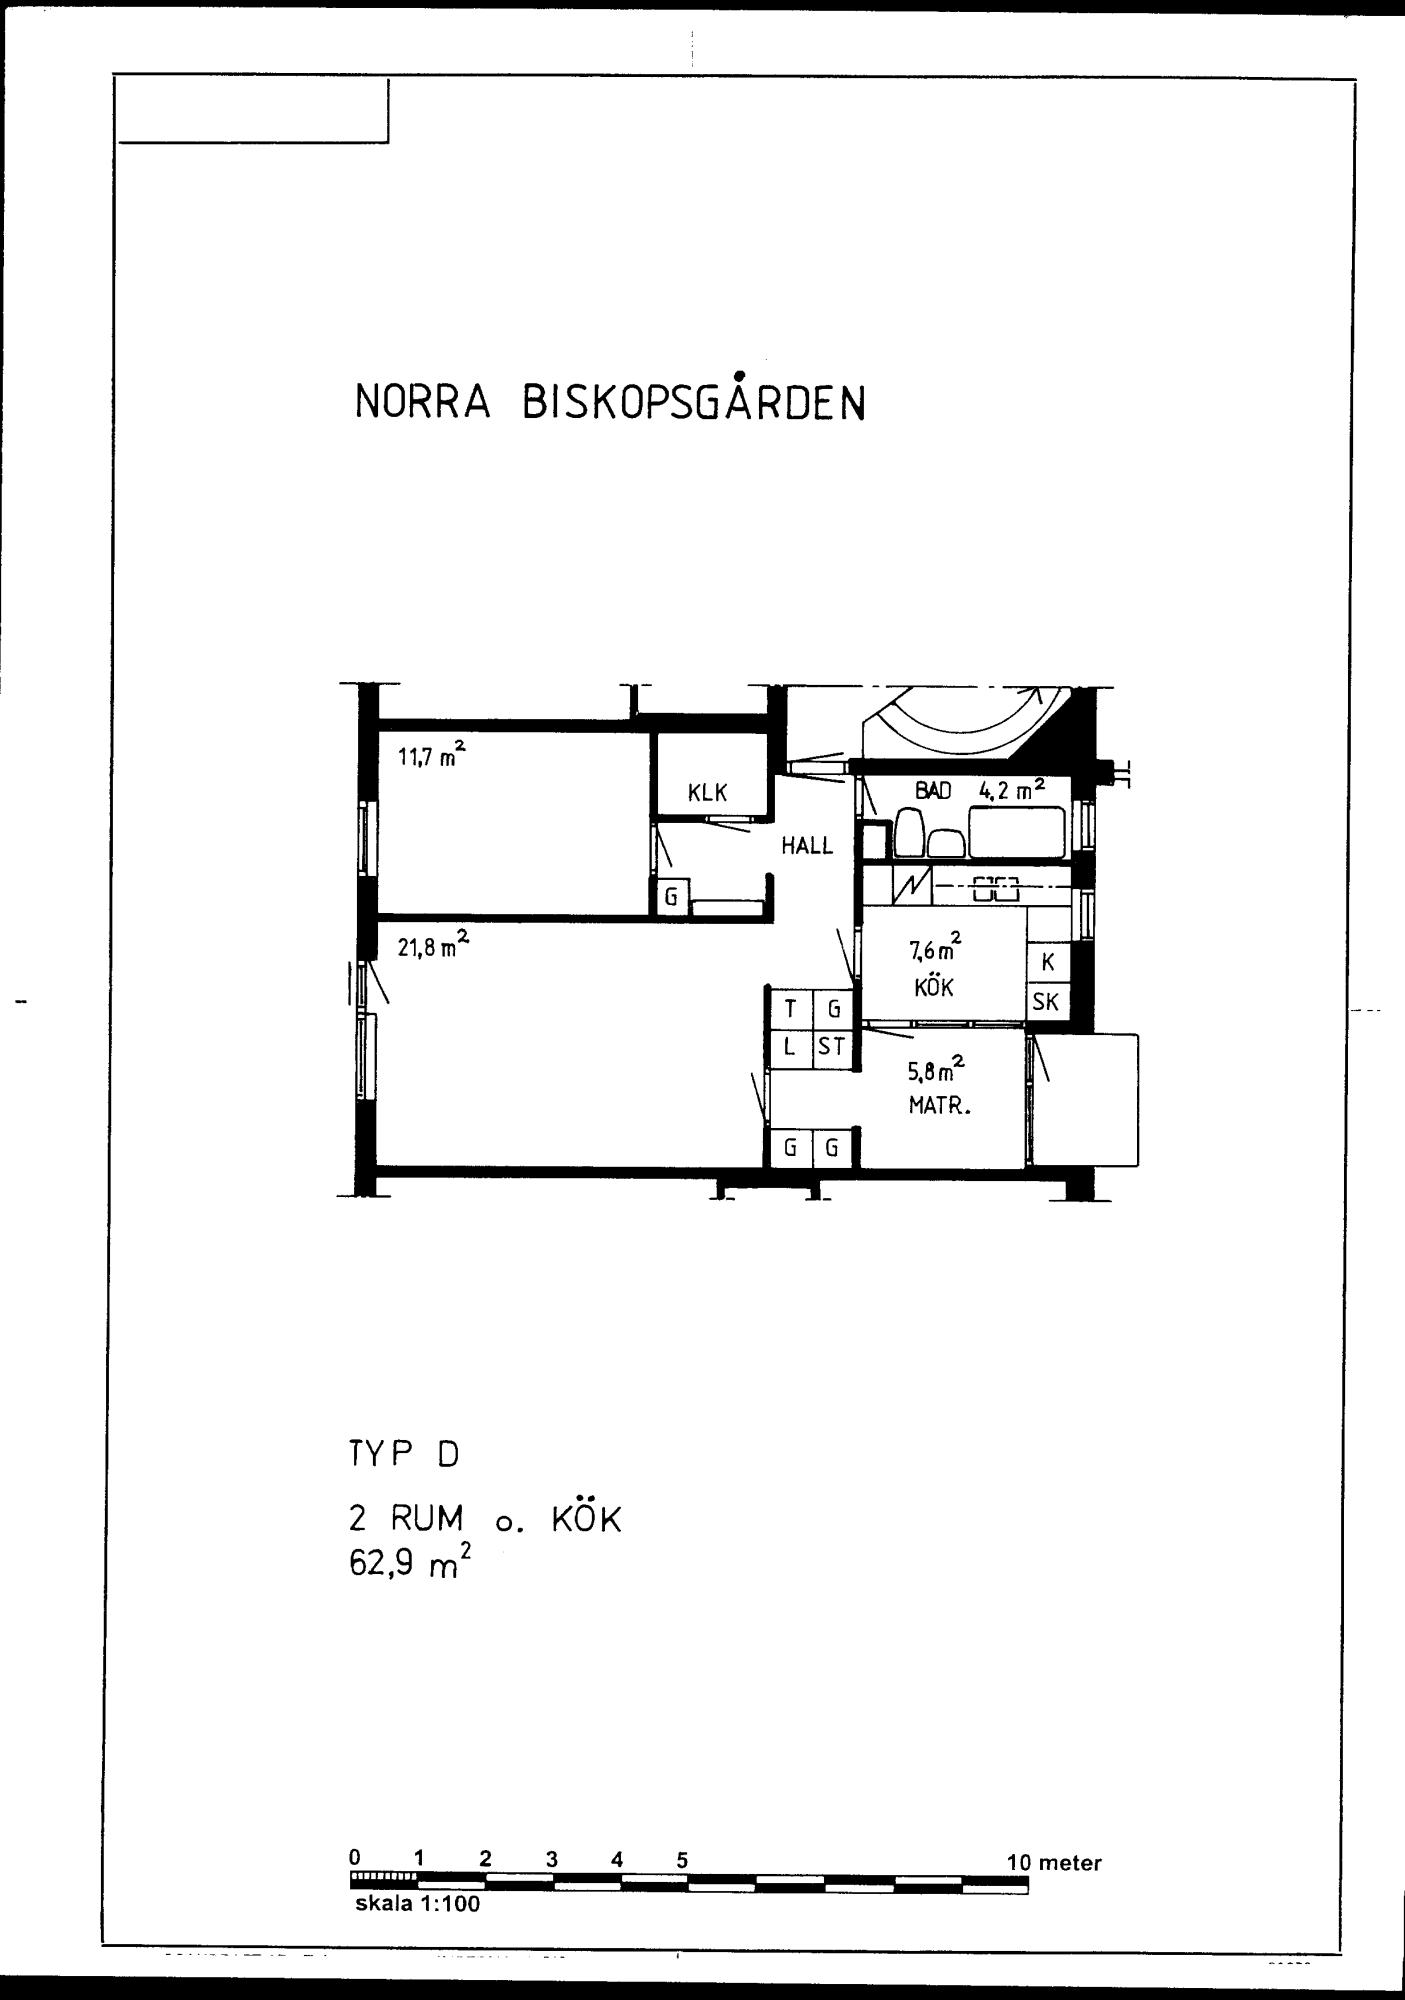 NORRA BISKOPSGÅRDEN
11,7 m²
KLK
BAD 4,2 m²
HALL
G
21,8 m²
7,6 m²
KÖK
K
SK
T G
L ST
5,8 m²
MATR.
G G
TYP D
2 RUM o. KÖK
62,9 m²
0 1 2 3 4 5 10 meter
skala 1:100